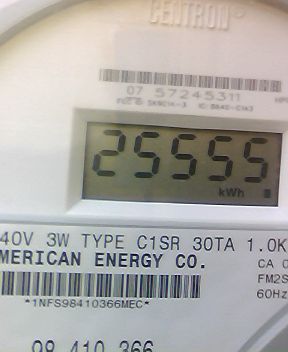 CENTRON®
07 57245311
25555
kWh
40V 3W TYPE C1SR 30TA 1.0K
MERICAN ENERGY CO.
CA 0
FM2S
60Hz
*1NFS98410366MEC*
98 410 366